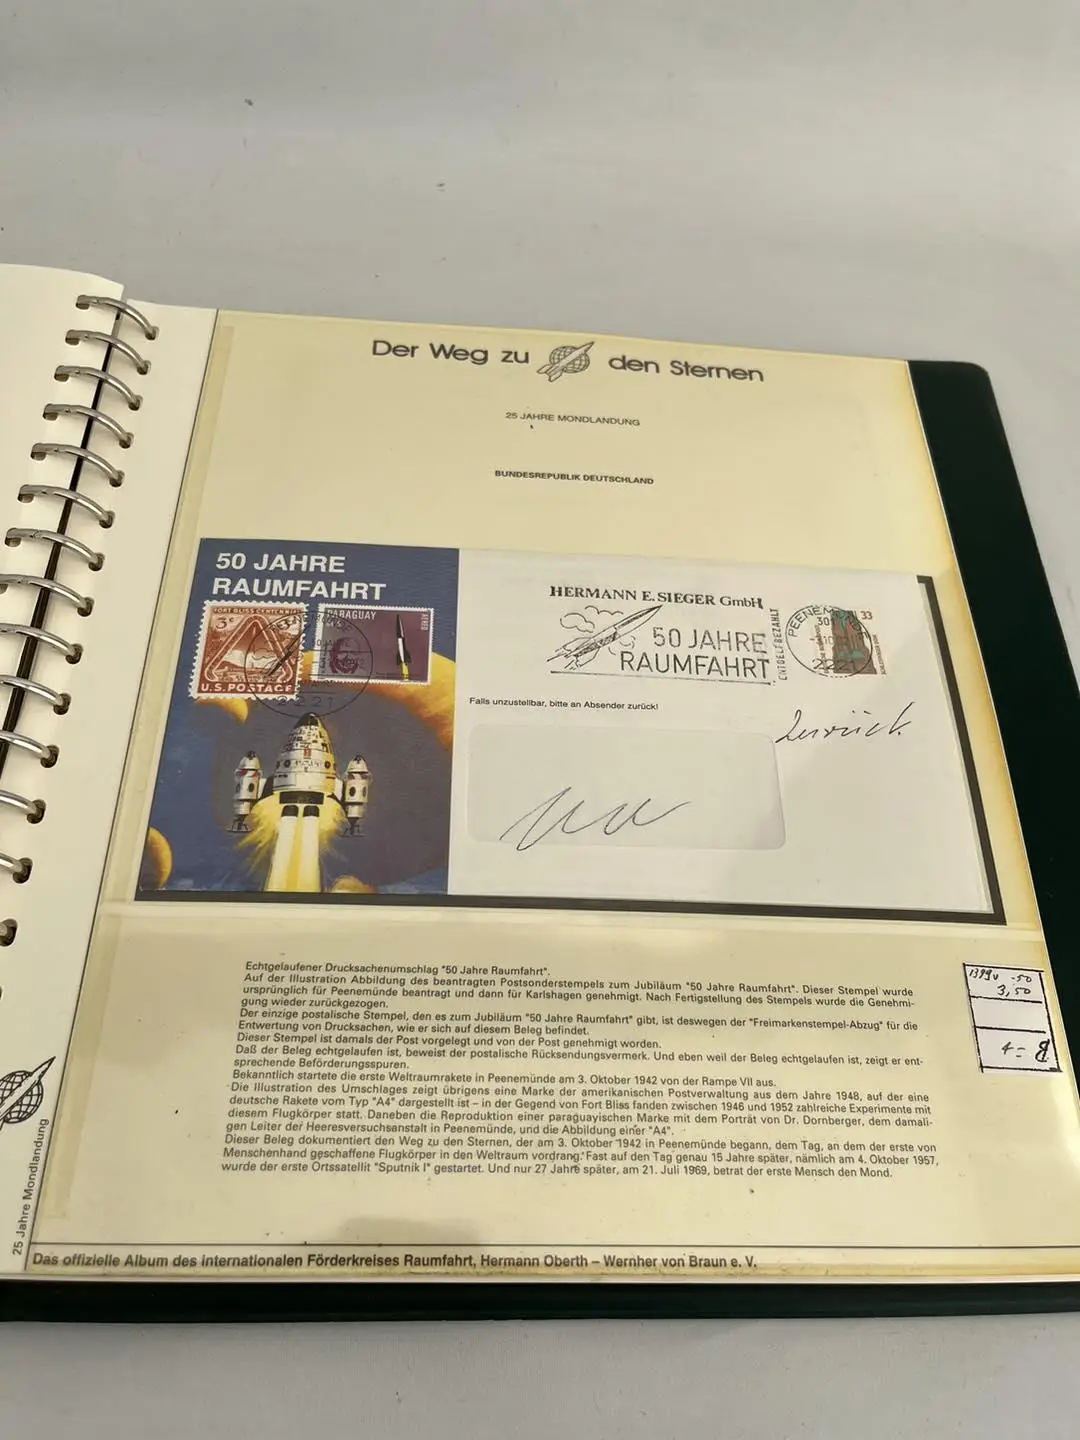 Der Weg zu den Sternen
25 JAHRE MONDLANDUNG
BUNDESREPUBLIK DEUTSCHLAND
50 JAHRE
RAUMFAHRT
FORT BLISS CENTENNIAL
3¢
U.S. POSTAGE
PARAGUAY
AEREO
2221
HERMANN E. SIEGER GmbH
50 JAHRE
RAUMFAHRT
ENTGELT BEZAHLT
PEENEM
30
2221
33
Falls unzustellbar, bitte an Absender zurück!
Zurück
Echtgelaufener Drucksachenumschlag "50 Jahre Raumfahrt".
Auf der Illustration Abbildung des beantragten Postsonderstempels zum Jubiläum "50 Jahre Raumfahrt". Dieser Stempel wurde
ursprünglich für Peenemünde beantragt und dann für Karlshagen genehmigt. Nach Fertigstellung des Stempels wurde die Genehmi-
gung wieder zurückgezogen.
Der einzige postalische Stempel, den es zum Jubiläum "50 Jahre Raumfahrt" gibt, ist deswegen der "Freimarkenstempel-Abzug" für die
Entwertung von Drucksachen, wie er sich auf diesem Beleg befindet.
Dieser Stempel ist damals der Post vorgelegt und von der Post genehmigt worden.
Daß der Beleg echtgelaufen ist, beweist der postalische Rücksendungsvermerk. Und eben weil der Beleg echtgelaufen ist, zeigt er ent-
sprechende Beförderungsspuren.
Bekanntlich startete die erste Weltraumrakete in Peenemünde am 3. Oktober 1942 von der Rampe VII aus.
Die Illustration des Umschlages zeigt übrigens eine Marke der amerikanischen Postverwaltung aus dem Jahre 1948, auf der eine
deutsche Rakete vom Typ "A4" dargestellt ist – in der Gegend von Fort Bliss fanden zwischen 1946 und 1952 zahlreiche Experimente mit
diesem Flugkörper statt. Daneben die Reproduktion einer paraguayischen Marke mit dem Porträt von Dr. Dornberger, dem damali-
gen Leiter der Heeresversuchsanstalt in Peenemünde, und die Abbildung einer "A4".
Dieser Beleg dokumentiert den Weg zu den Sternen, der am 3. Oktober 1942 in Peenemünde begann, dem Tag, an dem der erste von
Menschenhand geschaffene Flugkörper in den Weltraum vordrang. Fast auf den Tag genau 15 Jahre später, nämlich am 4. Oktober 1957,
wurde der erste Ortssatellit "Sputnik I" gestartet. Und nur 27 Jahre später, am 21. Juli 1969, betrat der erste Mensch den Mond.
1399v -50
3,50
4=
25 Jahre Mondlandung
Das offizielle Album des internationalen Förderkreises Raumfahrt, Hermann Oberth – Wernher von Braun e. V.